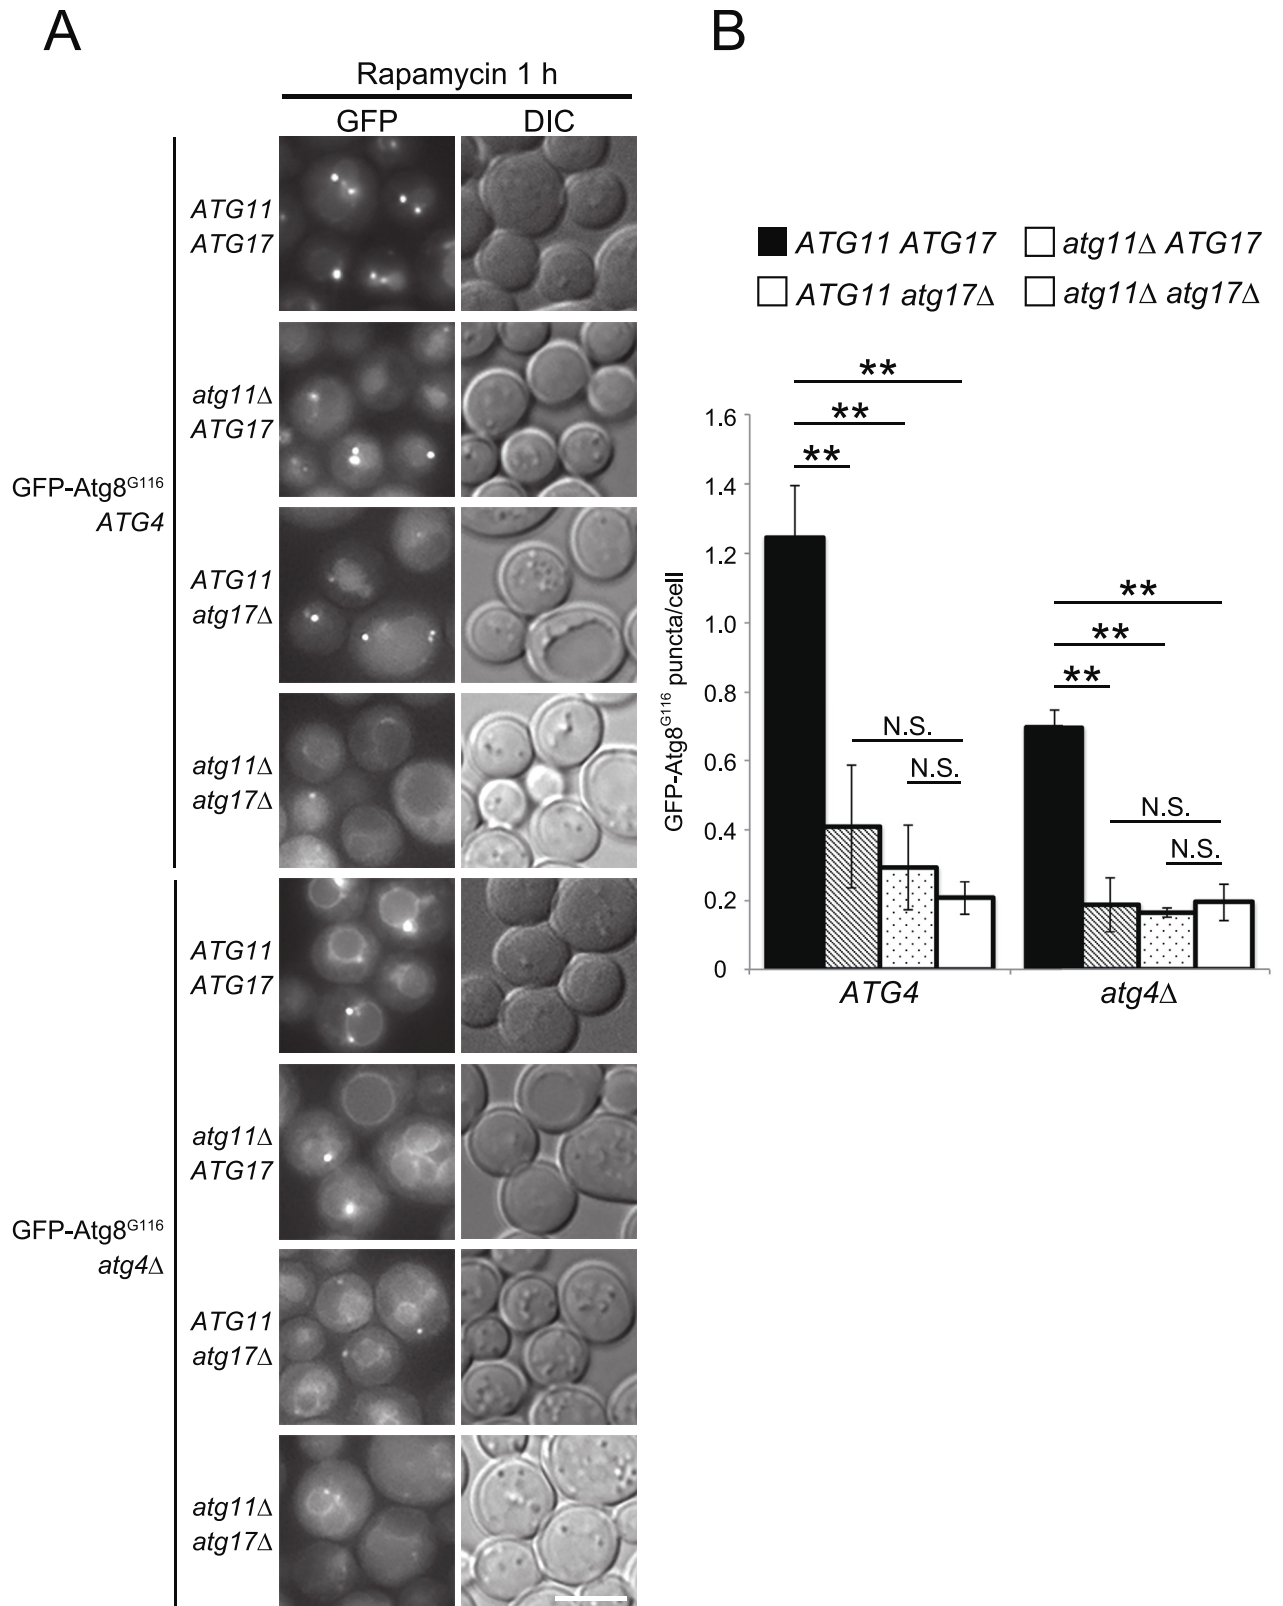 A
Rapamycin 1 h
GFP DIC
ATG11
ATG17
atg11Δ
ATG17
GFP-Atg8G116
ATG4
ATG11
atg17Δ
atg11Δ
atg17Δ
ATG11
ATG17
atg11Δ
ATG17
GFP-Atg8G116
atg4Δ
ATG11
atg17Δ
atg11Δ
atg17Δ
B
ATG11 ATG17 atg11Δ ATG17
ATG11 atg17Δ atg11Δ atg17Δ
GFP-Atg8G116 puncta/cell
1.6
1.4
1.2
1.0
0.8
0.6
0.4
0.2
0
**
**
**
N.S.
N.S.
**
**
**
N.S.
N.S.
ATG4 atg4Δ